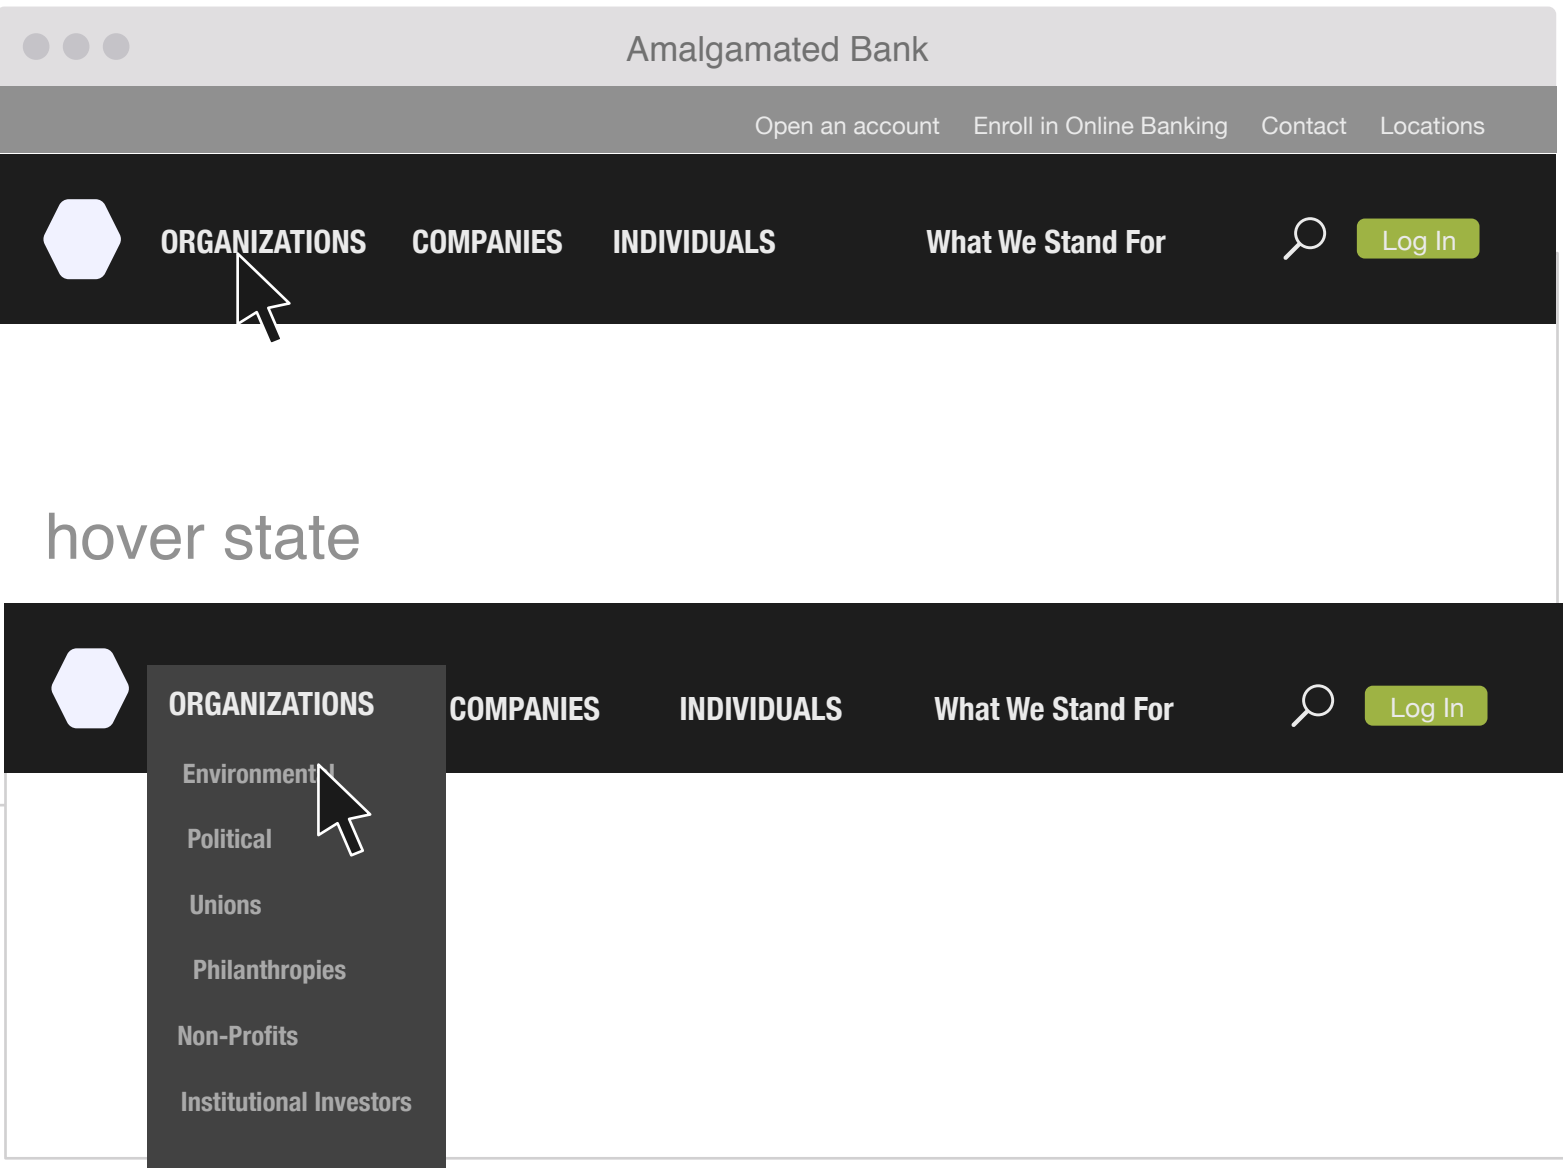 Amalgamated Bank
Open an account Enroll in Online Banking Contact Locations
ORGANIZATIONS COMPANIES INDIVIDUALS What We Stand For Log In
hover state
ORGANIZATIONS COMPANIES INDIVIDUALS What We Stand For Log In
Environmental
Political
Unions
Philanthropies
Non-Profits
Institutional Investors